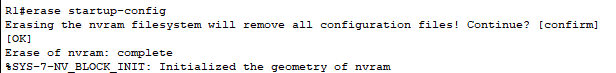 R1#erase startup-config
Erasing the nvram filesystem will remove all configuration files! Continue? [confirm]
[OK]
Erase of nvram: complete
%SYS-7-NV_BLOCK_INIT: Initialized the geometry of nvram